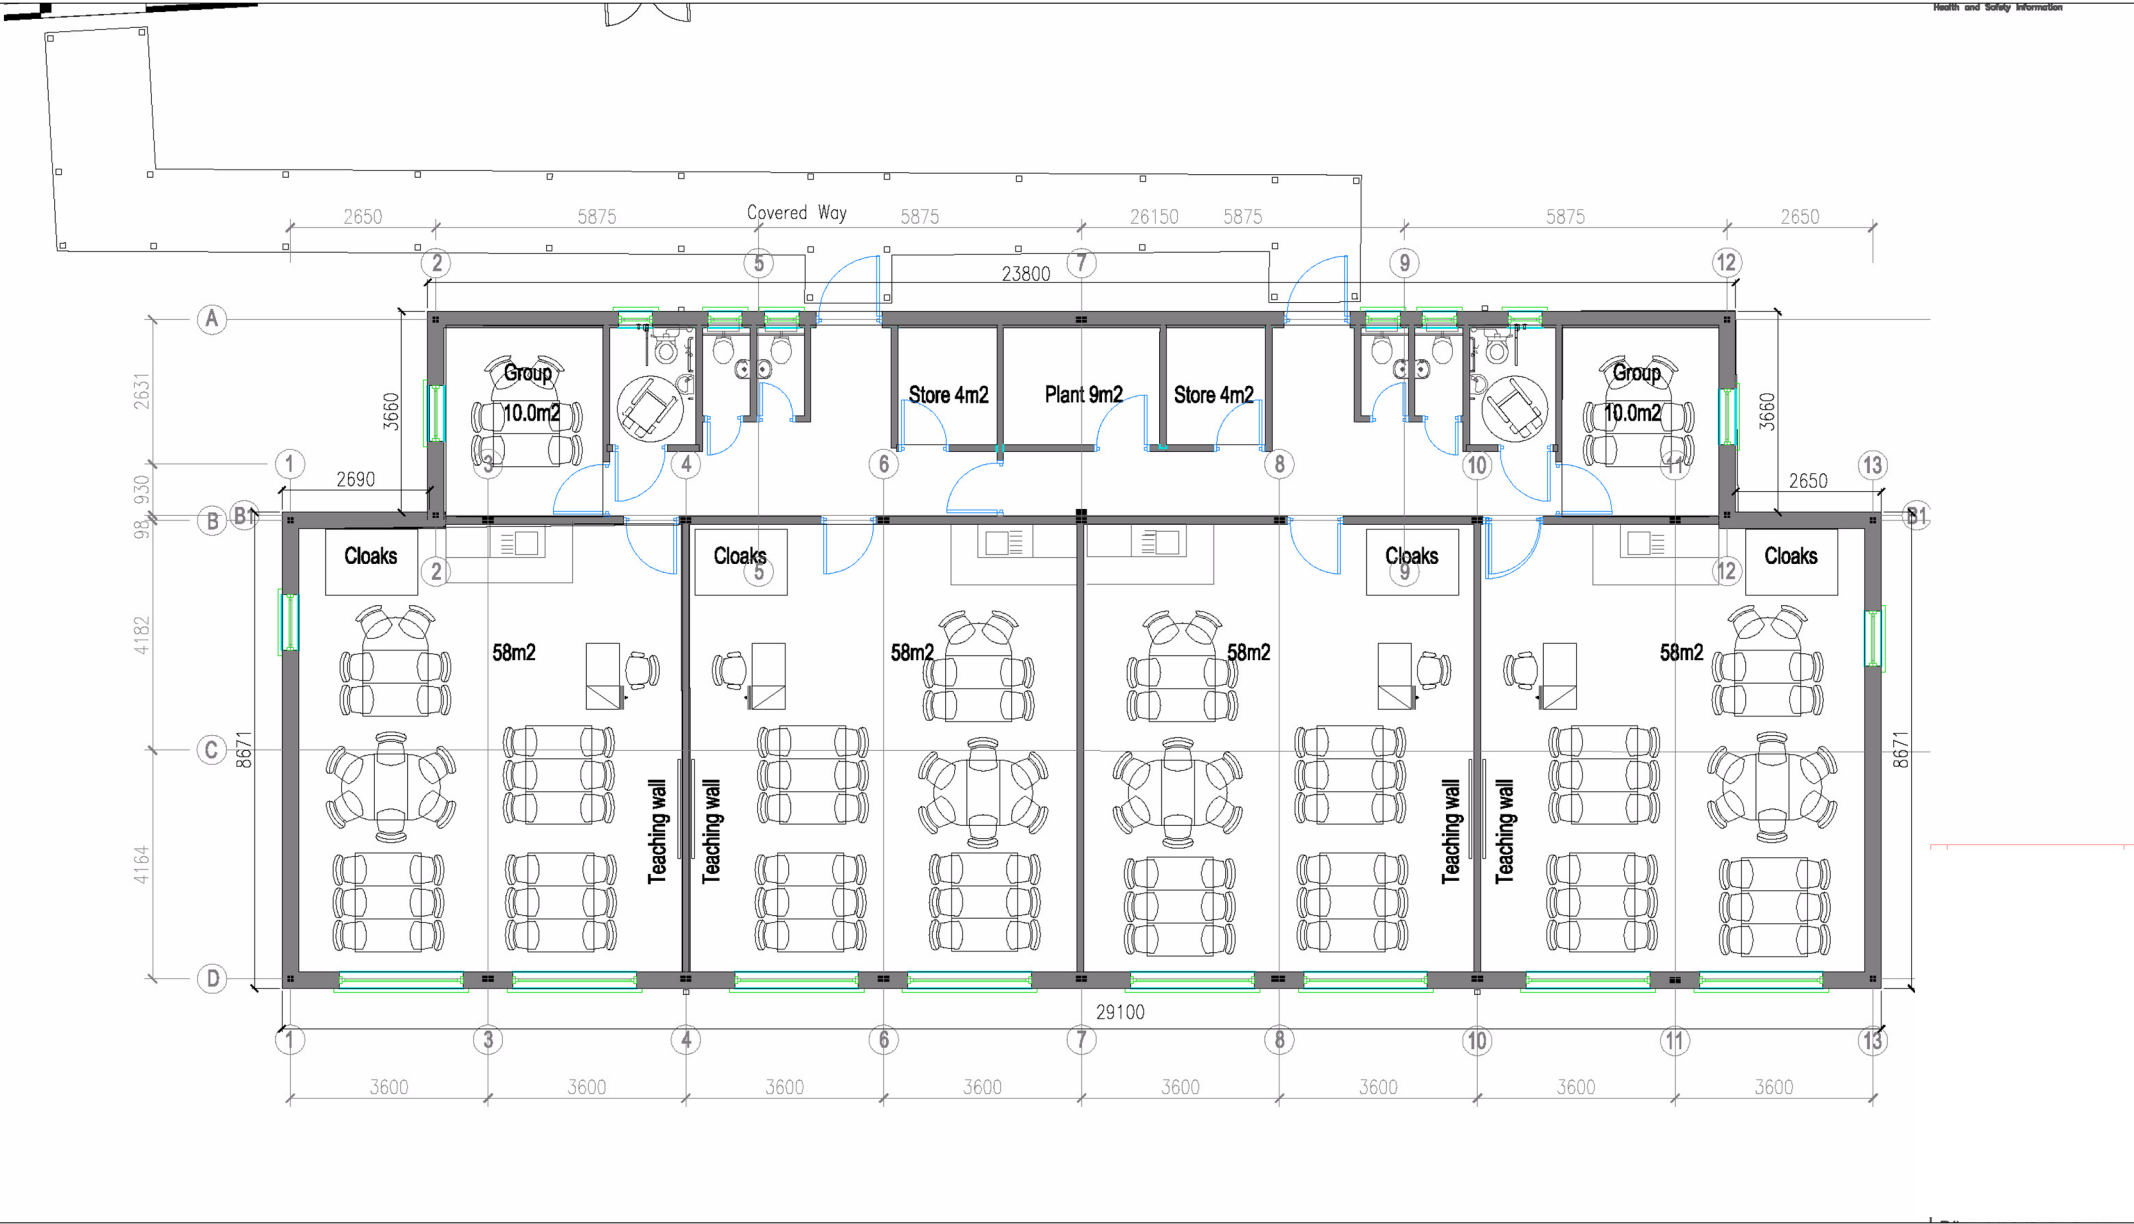 Health and Safety Information
Covered Way
2650
5875
5875
26150
5875
5875
2650
2
5
7
9
12
23800
A
Group
10.0m2
Store 4m2
Plant 9m2
Store 4m2
Group
10.0m2
2631
3660
3660
1
3
4
6
8
10
11
13
930
2690
2650
98
B
B1
B1
Cloaks
2
Cloaks
5
Cloaks
9
12
Cloaks
4182
58m2
58m2
58m2
58m2
C
8671
8671
Teaching wall
Teaching wall
Teaching wall
Teaching wall
4164
D
29100
1
3
4
6
7
8
10
11
13
3600
3600
3600
3600
3600
3600
3600
3600